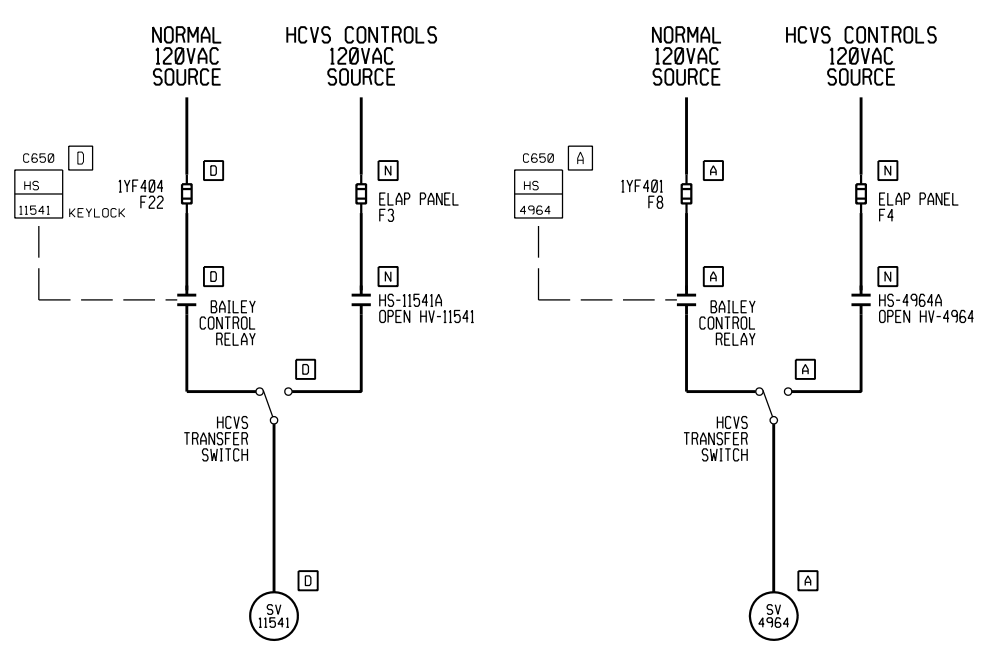 NORMAL
120VAC
SOURCE
HCVS CONTROLS
120VAC
SOURCE
C650
D
HS
11541
KEYLOCK
D
1YF404
F22
N
ELAP PANEL
F3
D
BAILEY
CONTROL
RELAY
N
HS-11541A
OPEN HV-11541
D
HCVS
TRANSFER
SWITCH
D
SV
11541
NORMAL
120VAC
SOURCE
HCVS CONTROLS
120VAC
SOURCE
C650
A
HS
4964
A
1YF401
F8
N
ELAP PANEL
F4
A
BAILEY
CONTROL
RELAY
N
HS-4964A
OPEN HV-4964
A
HCVS
TRANSFER
SWITCH
A
SV
4964